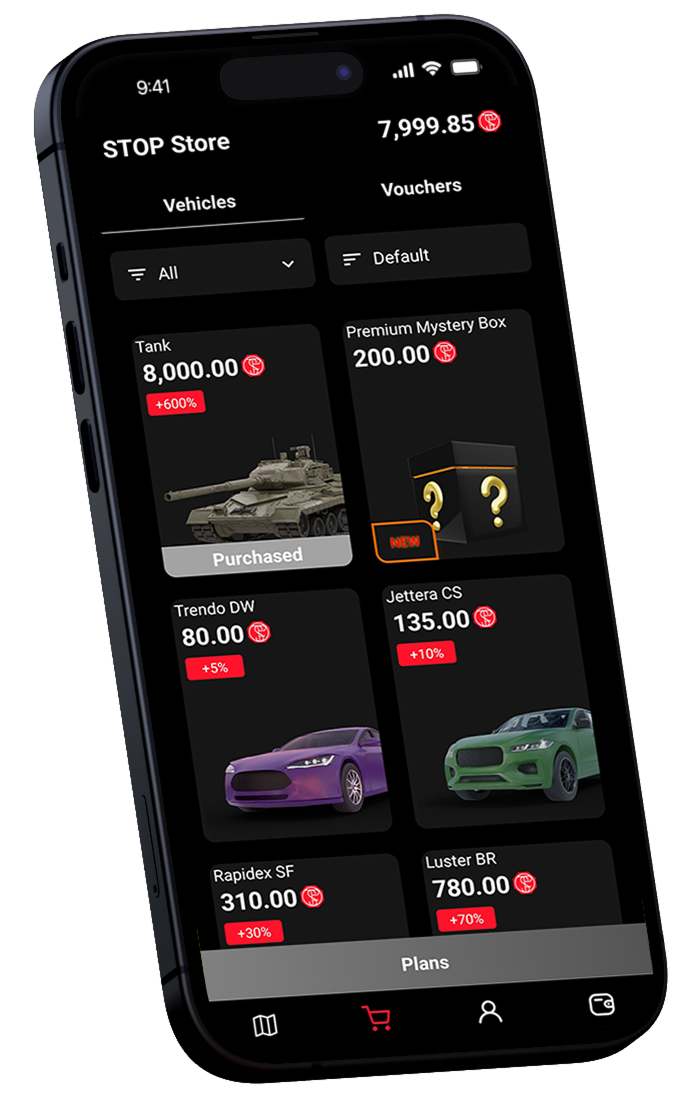 9:41
STOP Store
7,999.85
Vehicles
Vouchers
All
Default
Tank
8,000.00
+600%
Purchased
Premium Mystery Box
200.00
? ?
NEW
Trendo DW
80.00
+5%
Jettera CS
135.00
+10%
Rapidex SF
310.00
+30%
Luster BR
780.00
+70%
Plans